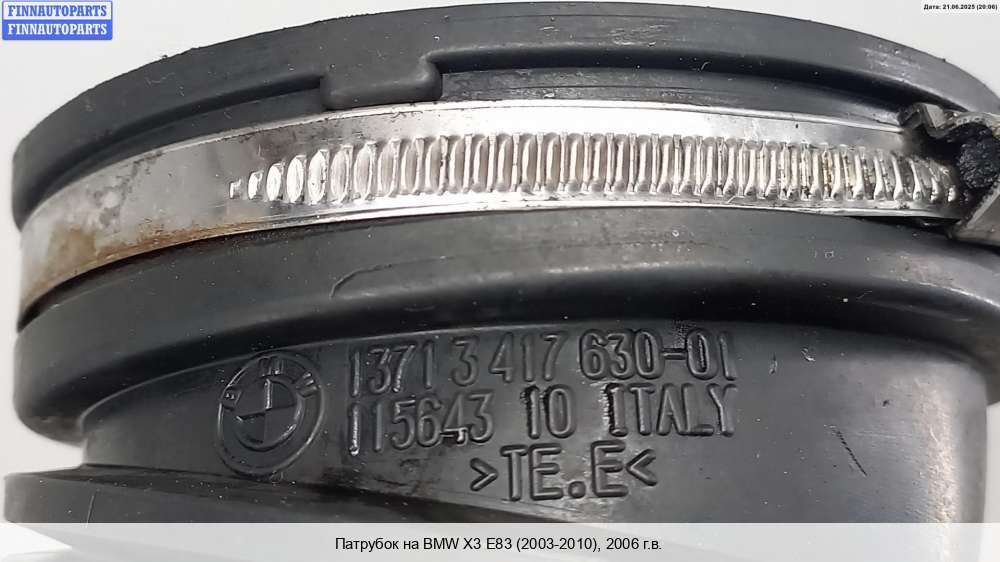 FINNAUTOPARTS
FINNAUTOPARTS
Дата: 21.06.2025 (20:06)
BMW
1371 3 417 630-01
115643 10 ITALY
>TE.E<
Патрубок на BMW X3 E83 (2003-2010), 2006 г.в.